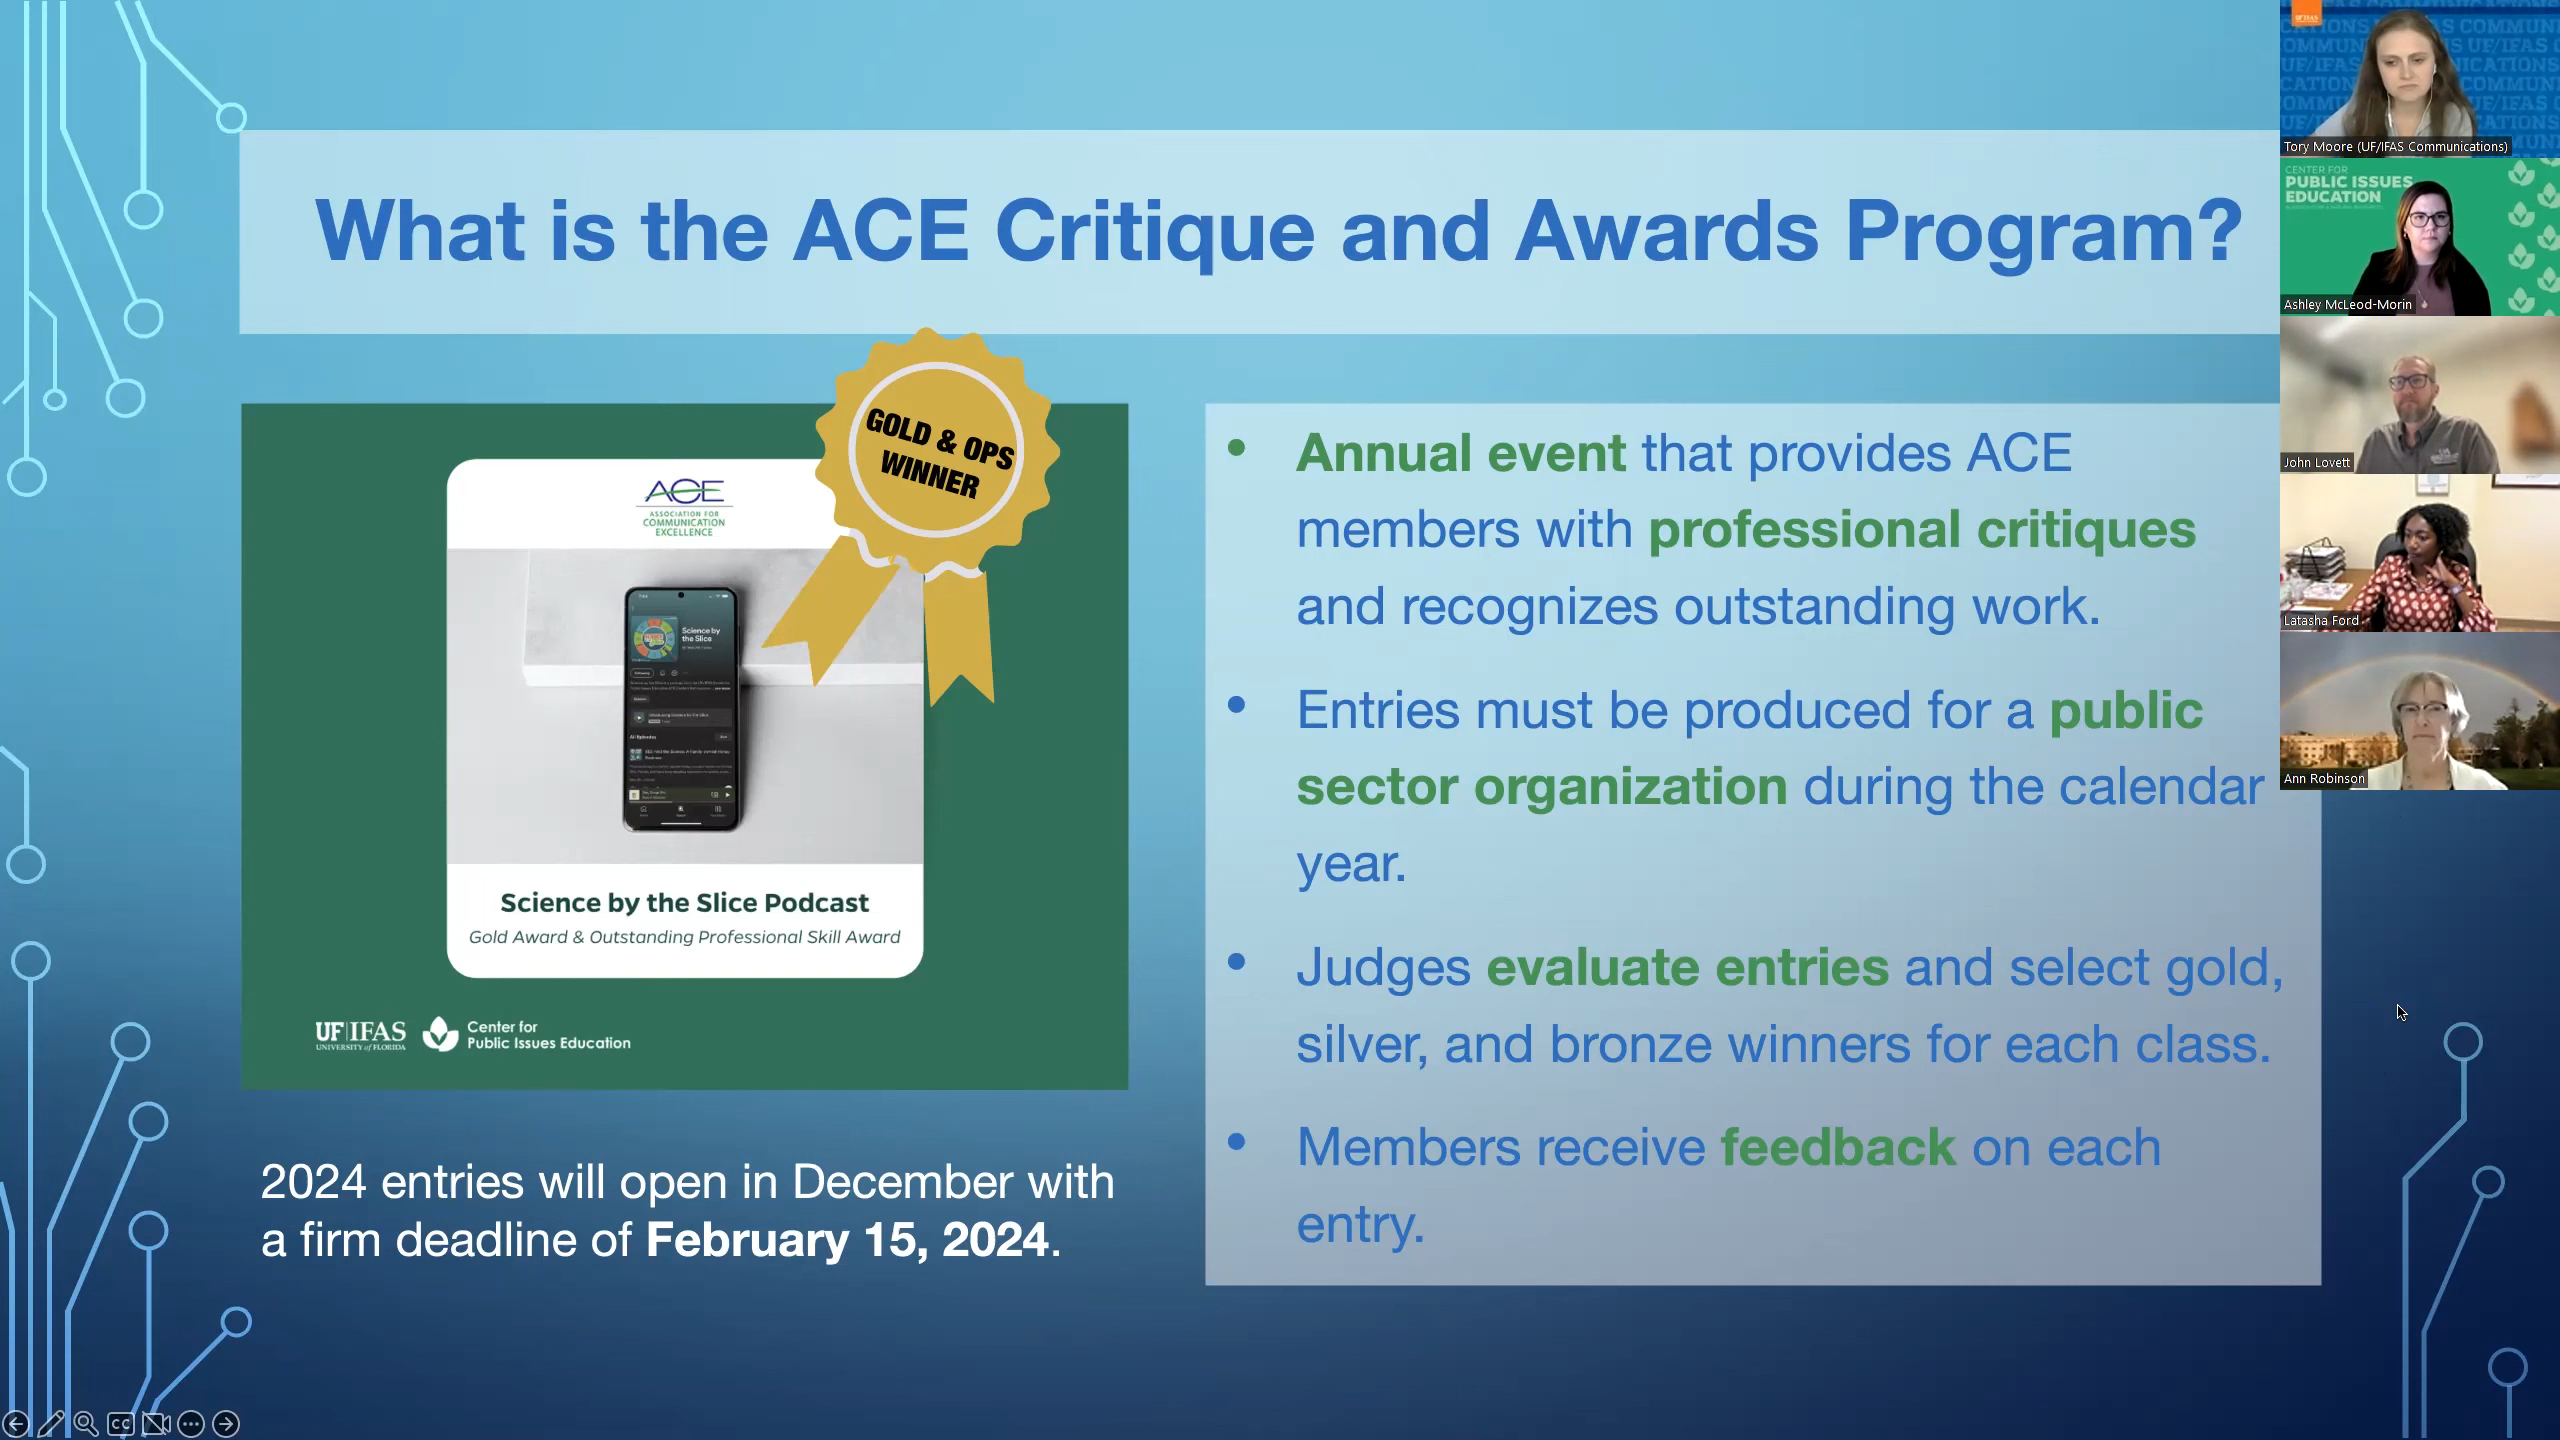 What is the ACE Critique and Awards Program?
GOLD & OPS
WINNER
ACE
ASSOCIATION FOR
COMMUNICATION
EXCELLENCE
Science by
the Slice
Science by the Slice Podcast
Gold Award & Outstanding Professional Skill Award
UF|IFAS
UNIVERSITY of FLORIDA
Center for
Public Issues Education
2024 entries will open in December with
a firm deadline of February 15, 2024.
• Annual event that provides ACE
members with professional critiques
and recognizes outstanding work.
• Entries must be produced for a public
sector organization during the calendar
year.
• Judges evaluate entries and select gold,
silver, and bronze winners for each class.
• Members receive feedback on each
entry.
Tory Moore (UF/IFAS Communications)
CENTER FOR
PUBLIC ISSUES
EDUCATION
Ashley McLeod-Morin
John Lovett
Latasha Ford
Ann Robinson
CC